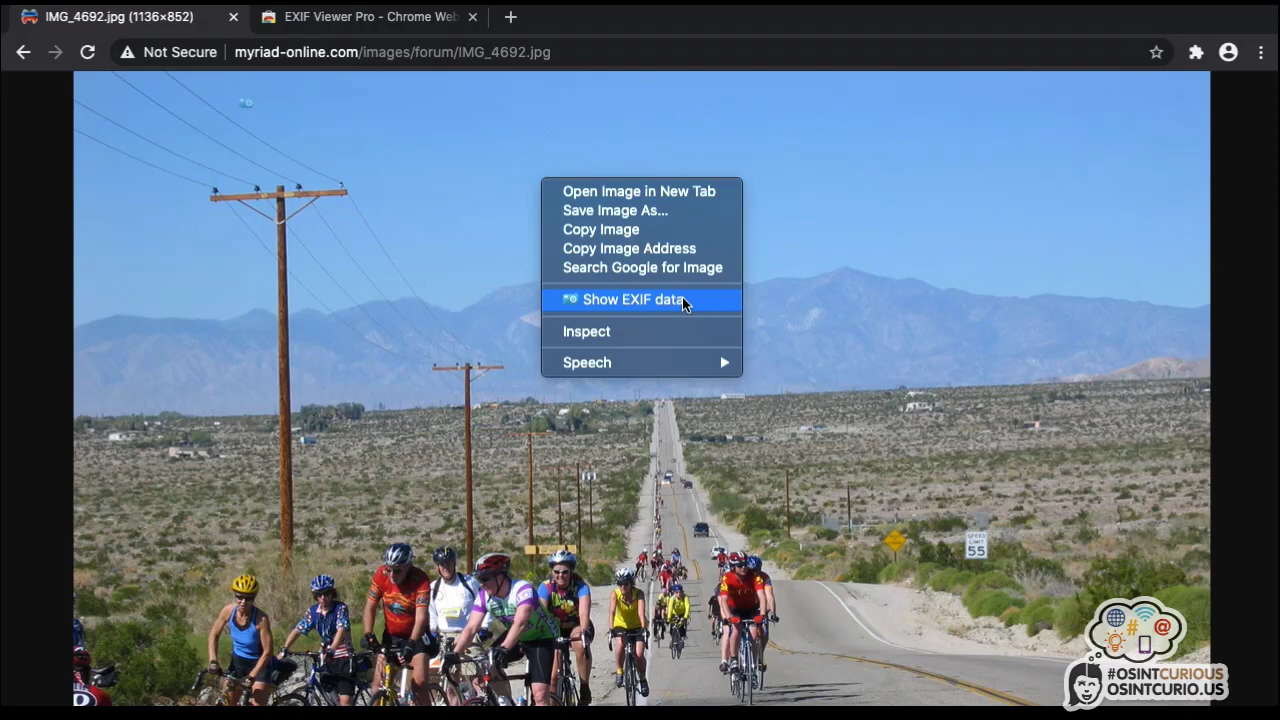 IMG_4692.jpg (1136×852)
EXIF Viewer Pro - Chrome Web
Not Secure
myriad-online.com/images/forum/IMG_4692.jpg
Open Image in New Tab
Save Image As...
Copy Image
Copy Image Address
Search Google for Image
Show EXIF data
Inspect
Speech
SPEED
LIMIT
55
#OSINTCURIOUS
OSINTCURIO.US